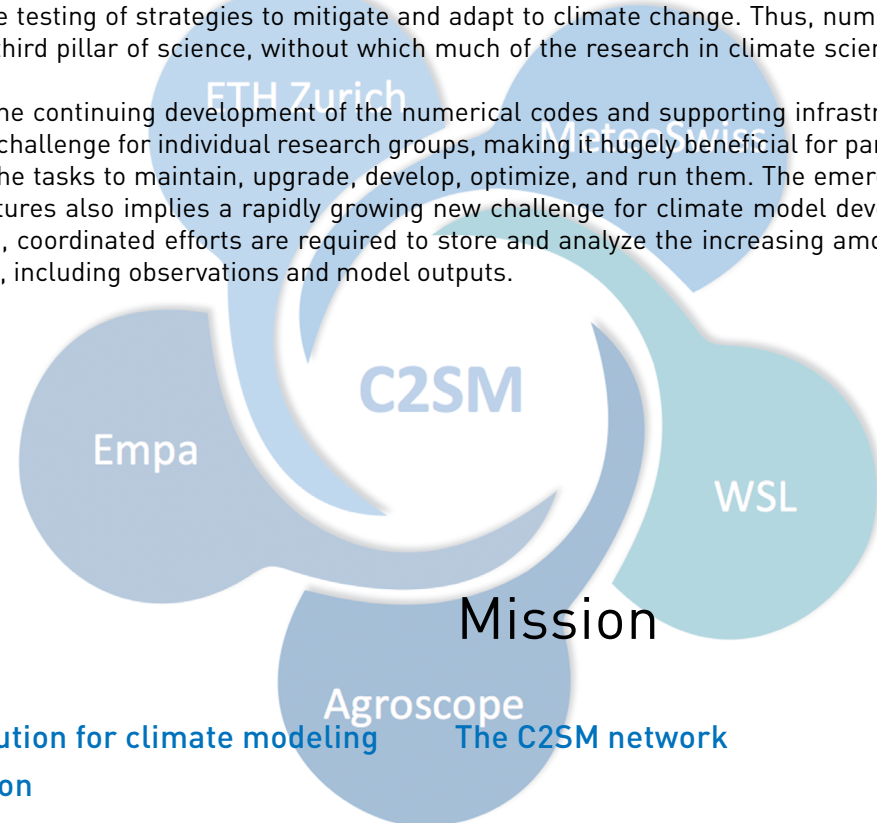 e testing of strategies to mitigate and adapt to climate change. Thus, num
third pillar of science, without which much of the research in climate scien
ETH Zurich
he continuing development of the numerical codes and supporting infrastr
challenge for individual research groups, making it hugely beneficial for par
MeteoSwiss
he tasks to maintain, upgrade, develop, optimize, and run them. The emerg
tures also implies a rapidly growing new challenge for climate model deve
, coordinated efforts are required to store and analyze the increasing amo
, including observations and model outputs.
C2SM
Empa
WSL
Mission
Agroscope
ution for climate modeling
The C2SM network
on